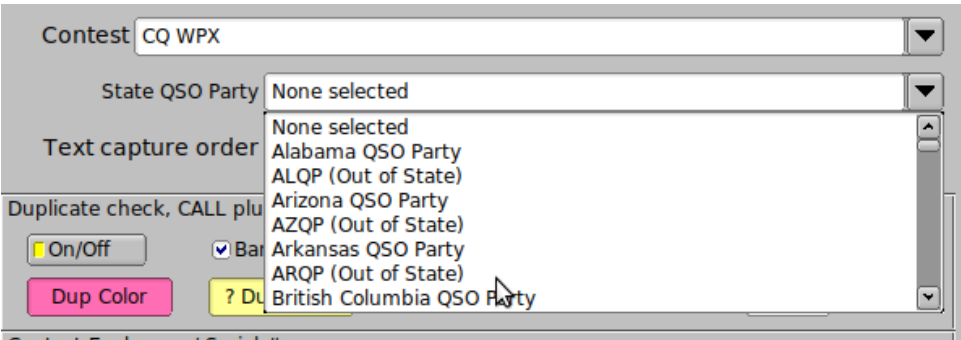 Contest CQ WPX
State QSO Party None selected
None selected
Text capture order
Alabama QSO Party
ALQP (Out of State)
Arizona QSO Party
Duplicate check, CALL plu
AZQP (Out of State)
On/Off
Arkansas QSO Party
ARQP (Out of State)
Dup Color
? Du
British Columbia QSO Party